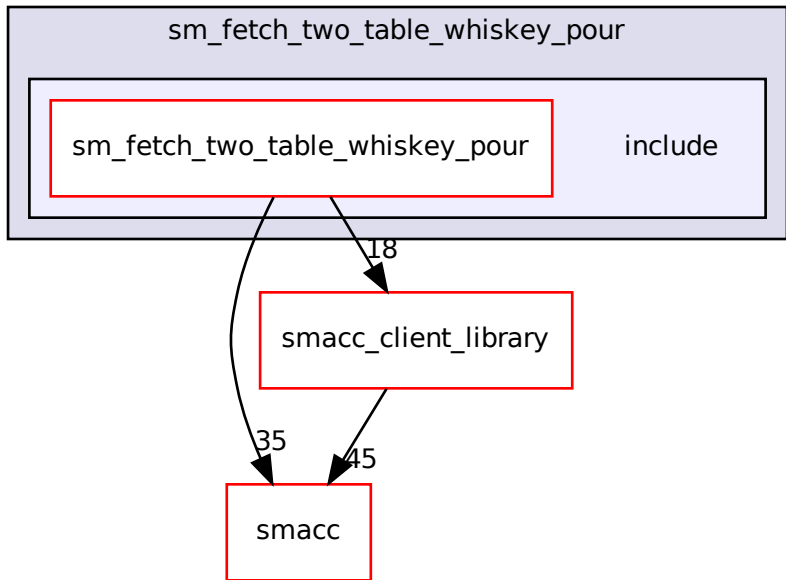 sm_fetch_two_table_whiskey_pour
sm_fetch_two_table_whiskey_pour
include
18
smacc_client_library
35
45
smacc